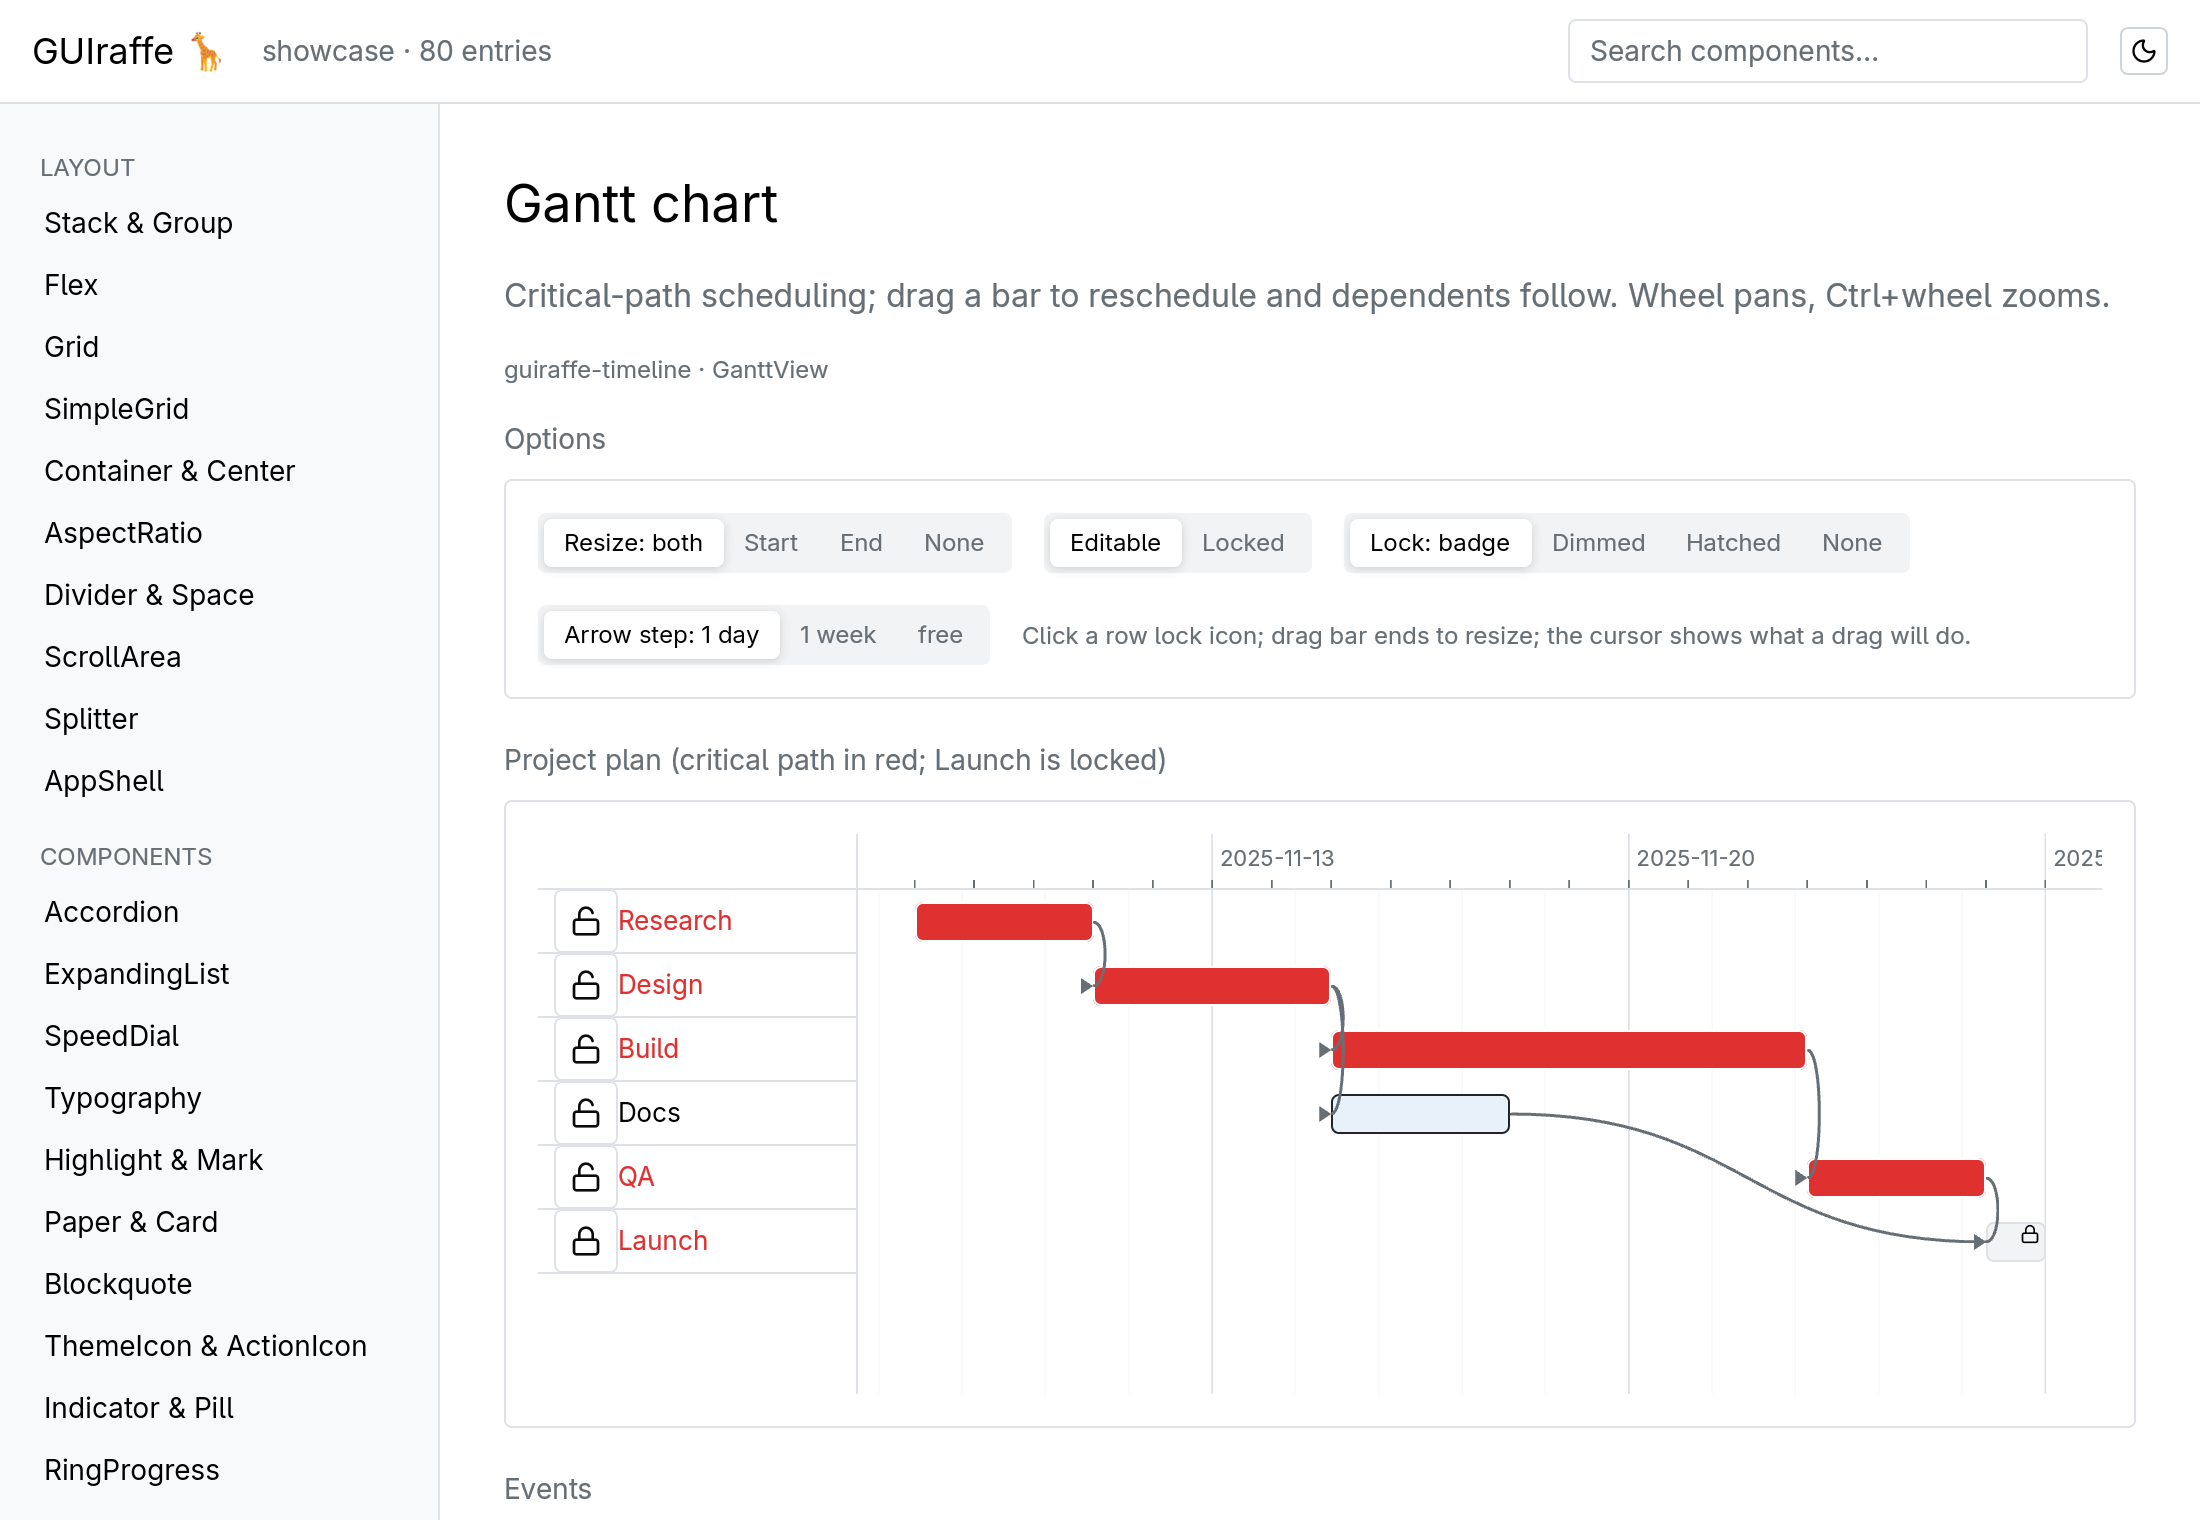 GUIraffe 🦒 showcase · 80 entries
Search components...
LAYOUT
Stack & Group
Flex
Grid
SimpleGrid
Container & Center
AspectRatio
Divider & Space
ScrollArea
Splitter
AppShell
COMPONENTS
Accordion
ExpandingList
SpeedDial
Typography
Highlight & Mark
Paper & Card
Blockquote
ThemeIcon & ActionIcon
Indicator & Pill
RingProgress
Gantt chart
Critical-path scheduling; drag a bar to reschedule and dependents follow. Wheel pans, Ctrl+wheel zooms.
guiraffe-timeline · GanttView
Options
Resize: both Start End None
Editable Locked
Lock: badge Dimmed Hatched None
Arrow step: 1 day 1 week free
Click a row lock icon; drag bar ends to resize; the cursor shows what a drag will do.
Project plan (critical path in red; Launch is locked)
2025-11-13 2025-11-20 2025
Research
Design
Build
Docs
QA
Launch
Events